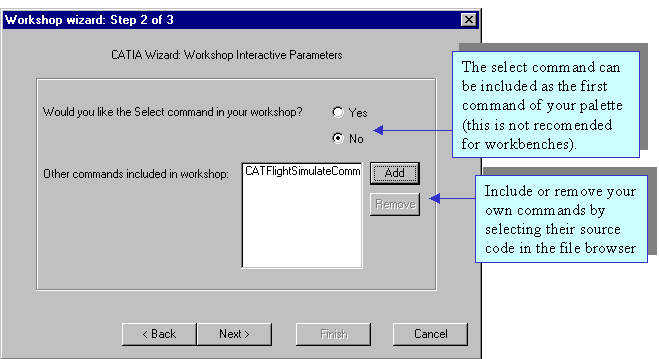 Workshop wizard: Step 2 of 3
CATIA Wizard: Workshop Interactive Parameters
Would you like the Select command in your workshop?
Yes
No
Other commands included in workshop:
CATFlightSimulateComm
Add
Remove
< Back
Next >
Finish
Cancel
The select command can
be included as the first
command of your palette
(this is not recomended
for workbenches).
Include or remove your
own commands by
selecting their source
code in the file browser